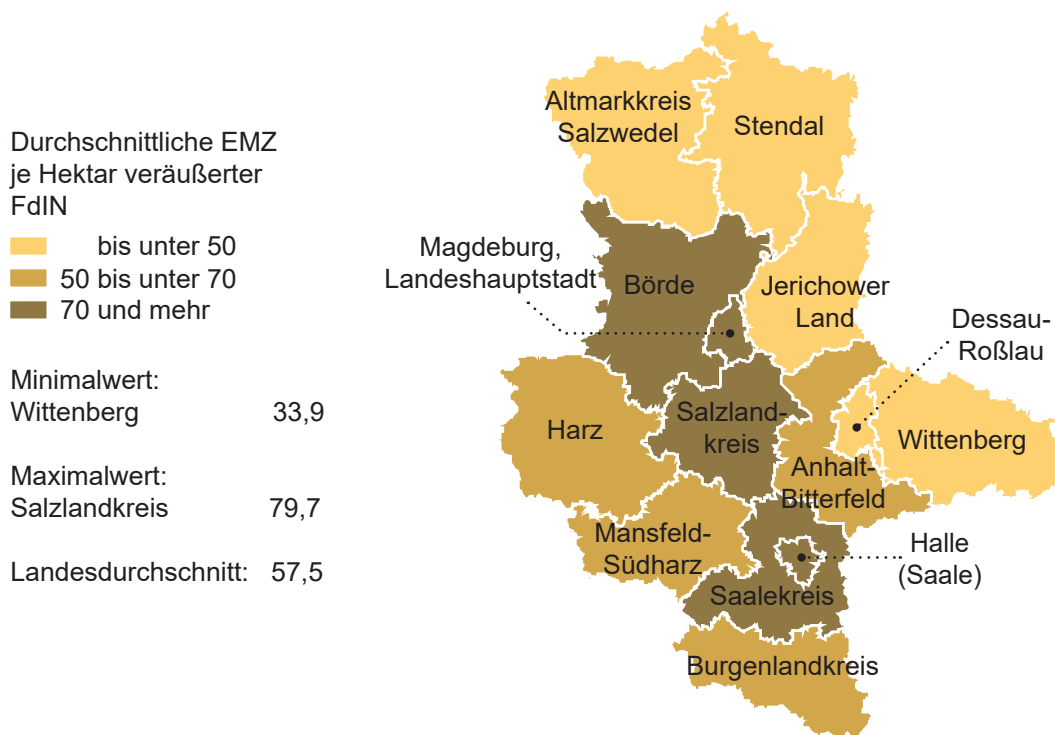 Durchschnittliche EMZ
je Hektar veräußerter
FdIN
bis unter 50
50 bis unter 70
70 und mehr
Minimalwert:
Wittenberg 33,9
Maximalwert:
Salzlandkreis 79,7
Landesdurchschnitt: 57,5
Altmarkkreis
Salzwedel
Stendal
Magdeburg,
Landeshauptstadt
Börde
Jerichower
Land
Dessau-
Roßlau
Harz
Salzland-
kreis
Wittenberg
Anhalt-
Bitterfeld
Mansfeld-
Südharz
Halle
(Saale)
Saalekreis
Burgenlandkreis